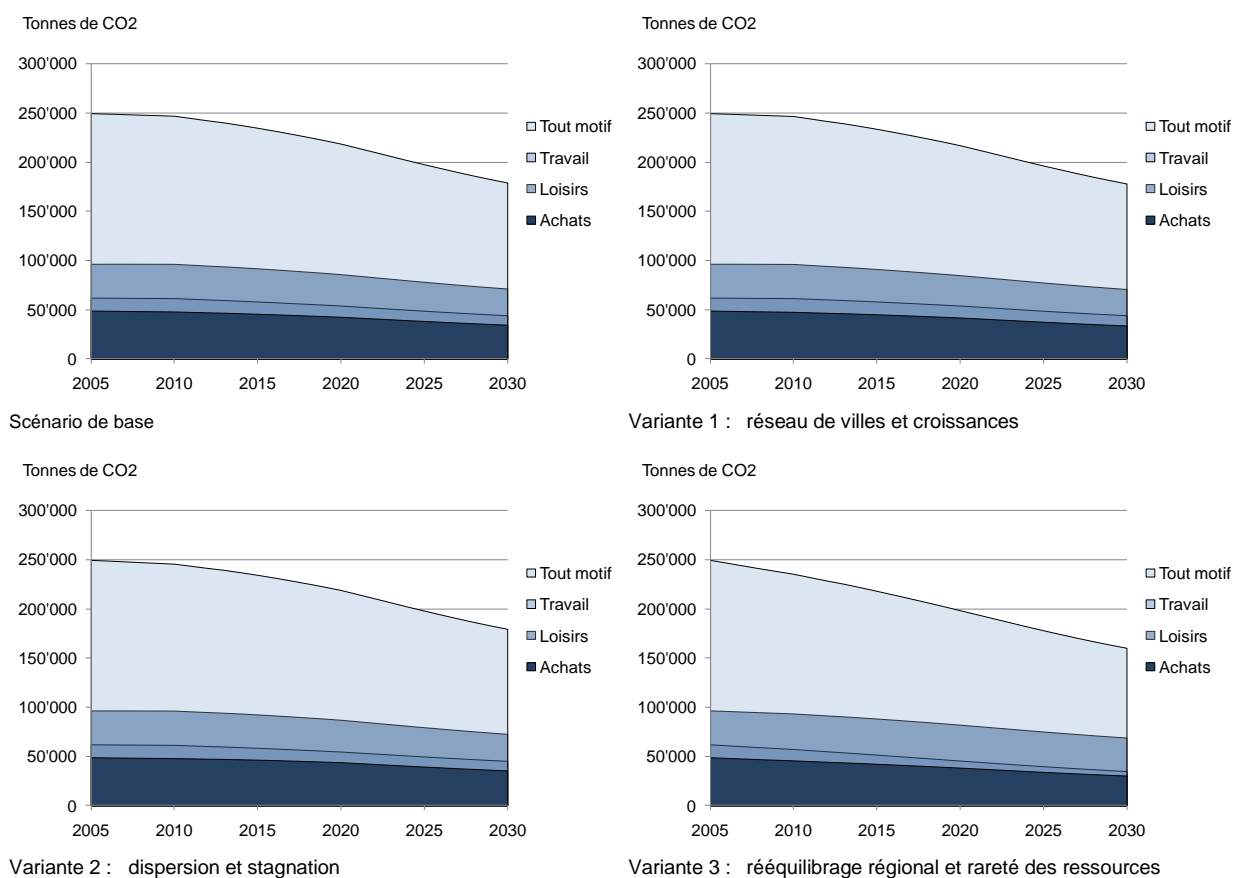 Tonnes de CO2
300'000
250'000
200'000
150'000
100'000
50'000
0
2005 2010 2015 2020 2025 2030
Tout motif
Travail
Loisirs
Achats
Scénario de base
Tonnes de CO2
300'000
250'000
200'000
150'000
100'000
50'000
0
2005 2010 2015 2020 2025 2030
Tout motif
Travail
Loisirs
Achats
Variante 1 : réseau de villes et croissances
Tonnes de CO2
300'000
250'000
200'000
150'000
100'000
50'000
0
2005 2010 2015 2020 2025 2030
Tout motif
Travail
Loisirs
Achats
Variante 2 : dispersion et stagnation
Tonnes de CO2
300'000
250'000
200'000
150'000
100'000
50'000
0
2005 2010 2015 2020 2025 2030
Tout motif
Travail
Loisirs
Achats
Variante 3 : rééquilibrage régional et rareté des ressources